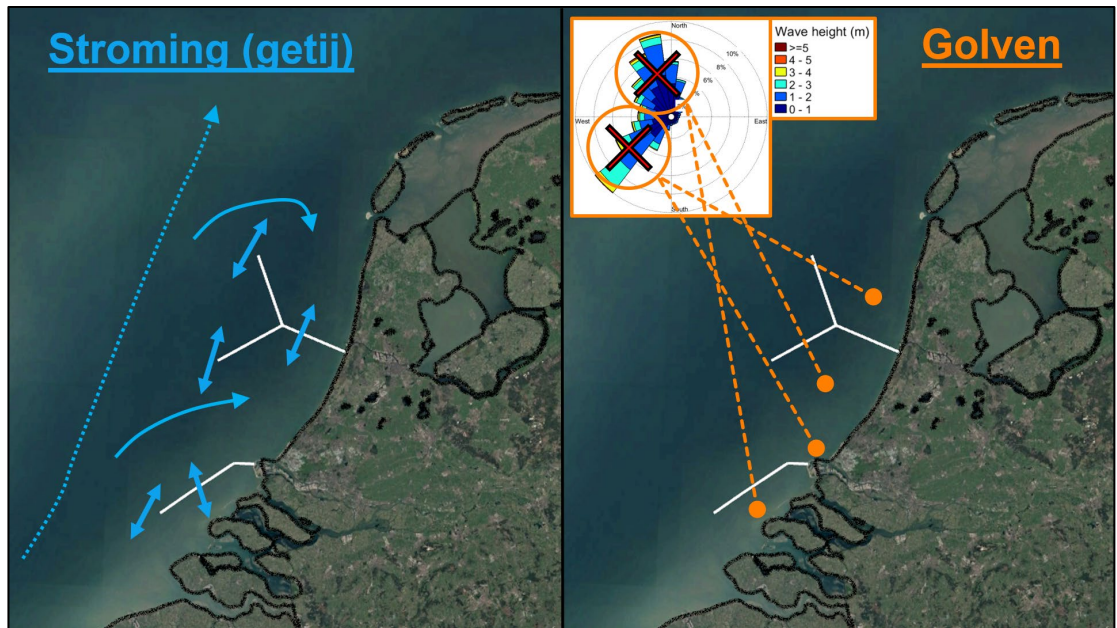 Stroming (getij)
Golven
North
West
East
South
10%
8%
6%
Wave height (m)
>=5
4 - 5
3 - 4
2 - 3
1 - 2
0 - 1